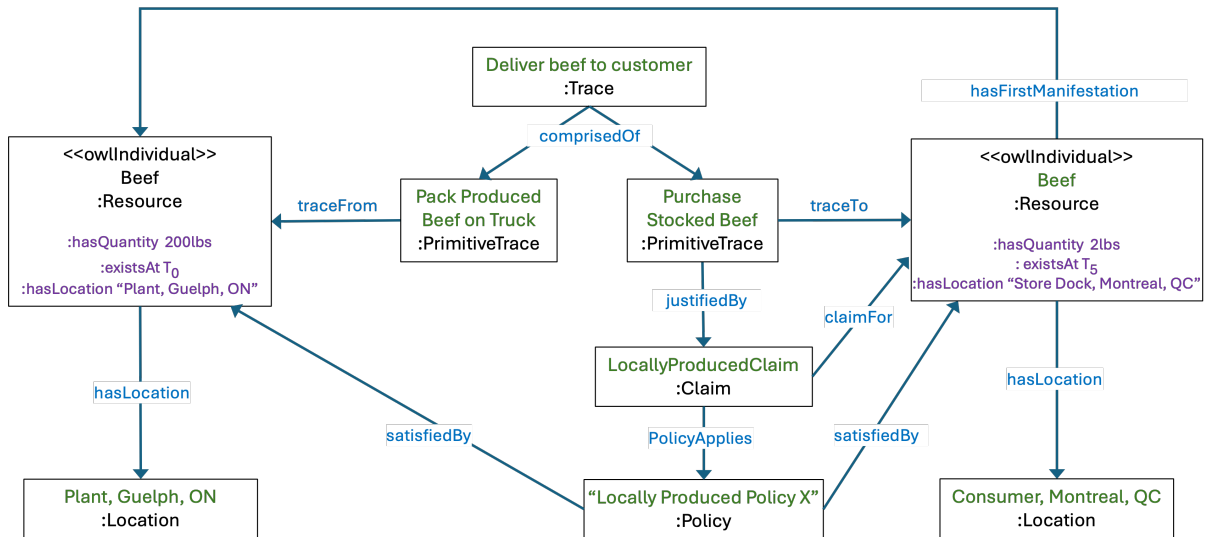 Deliver beef to customer
:Trace
hasFirstManifestation
comprisedOf
<<owlIndividual>>
Beef
:Resource
:hasQuantity 200lbs
:existsAt T0
:hasLocation “Plant, Guelph, ON”
traceFrom
Pack Produced
Beef on Truck
:PrimitiveTrace
Purchase
Stocked Beef
:PrimitiveTrace
traceTo
<<owlIndividual>>
Beef
:Resource
:hasQuantity 2lbs
: existsAt T5
:hasLocation “Store Dock, Montreal, QC”
justifiedBy
claimFor
LocallyProducedClaim
:Claim
hasLocation
hasLocation
satisfiedBy
PolicyApplies
satisfiedBy
Plant, Guelph, ON
:Location
“Locally Produced Policy X”
:Policy
Consumer, Montreal, QC
:Location